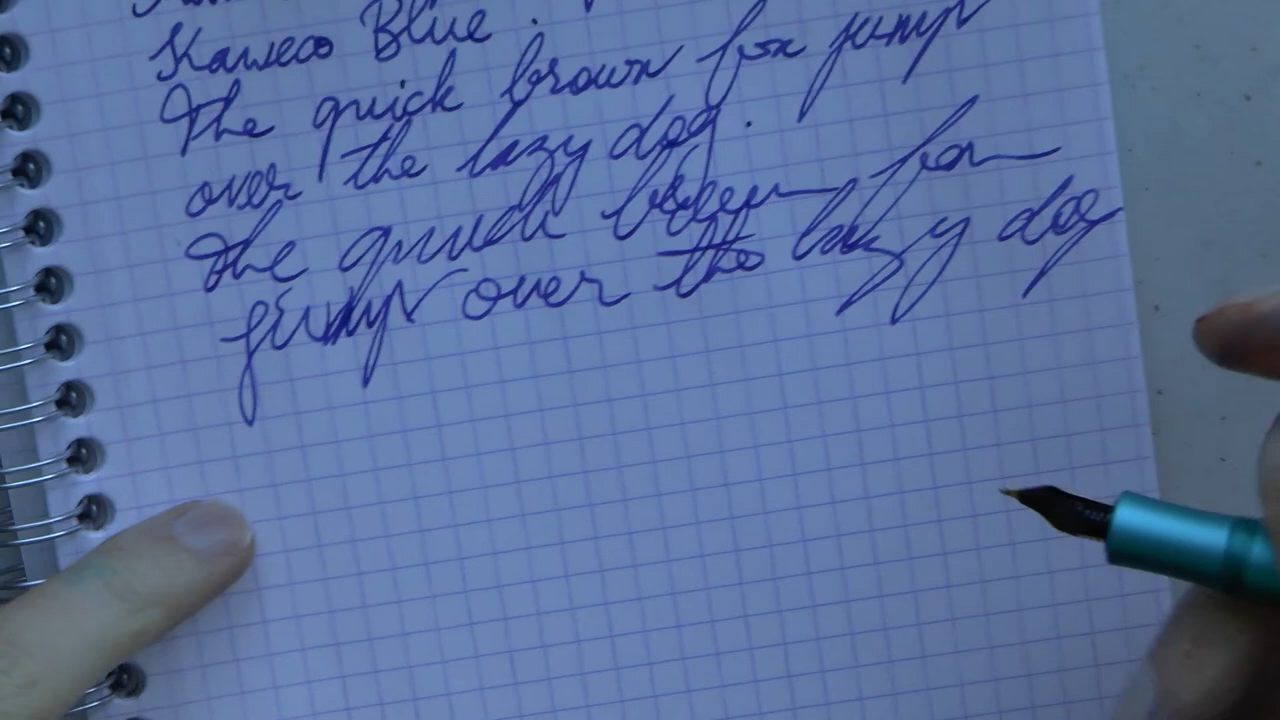 Kaweco Blue.
The quick brown fox jumps
over the lazy dog.
The quick brown fox
jumps over the lazy dog